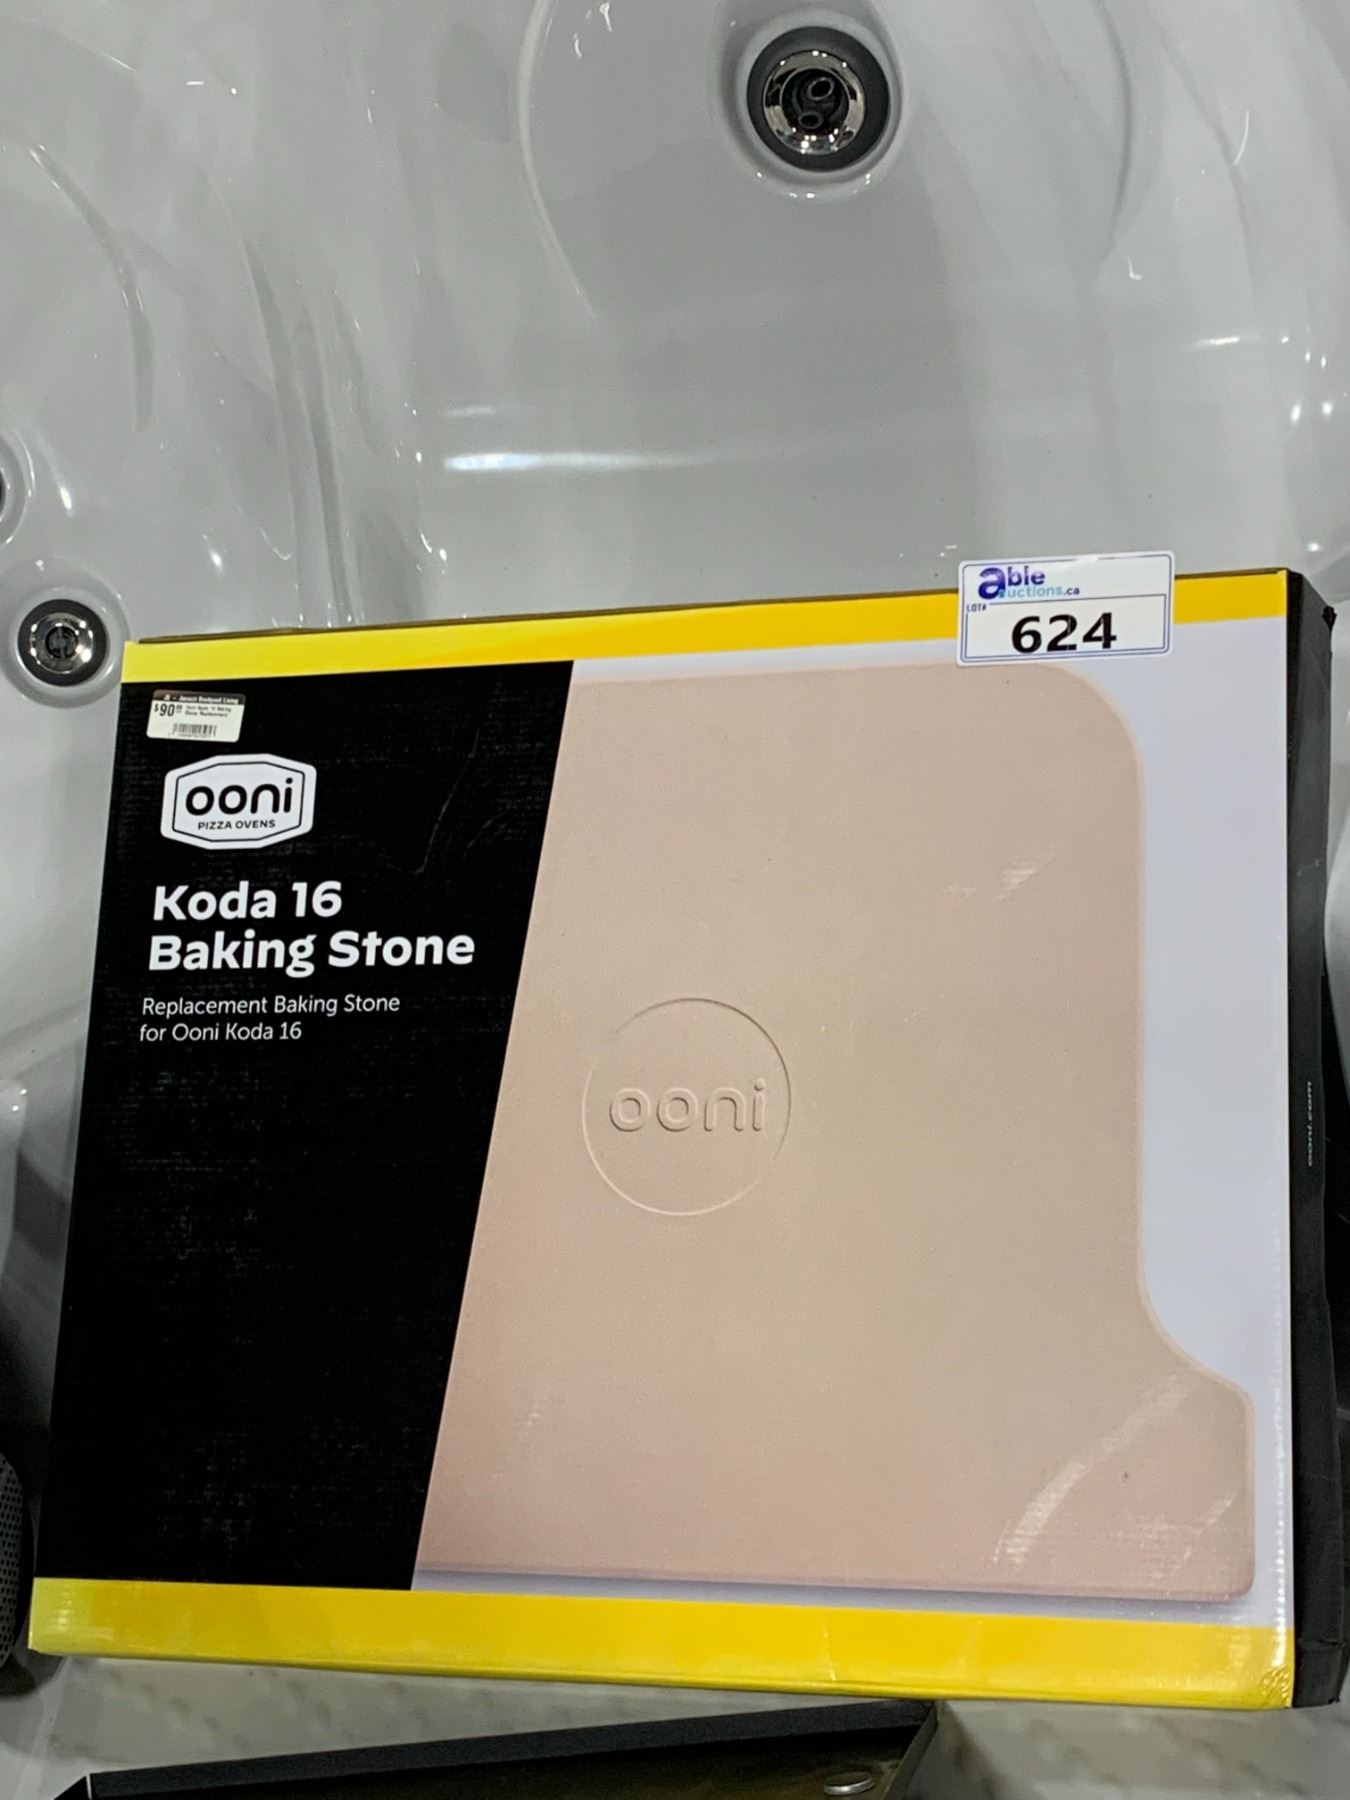 able
auctions.ca
LOT#
624
$90
ooni
PIZZA OVENS
Koda 16
Baking Stone
Replacement Baking Stone
for Ooni Koda 16
ooni
ooni.com